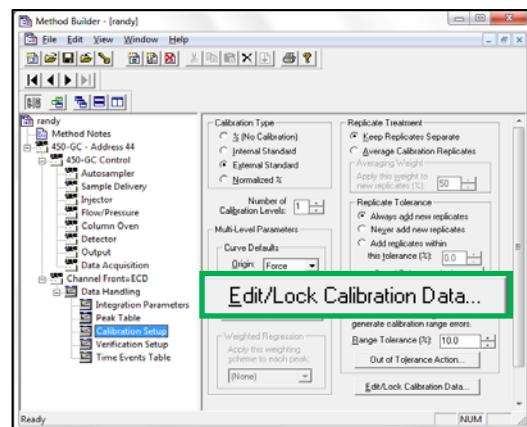 Method Builder - [randy]
File Edit View Window Help
randy
Method Notes
450-GC - Address 44
450-GC Control
Autosampler
Sample Delivery
Injector
Flow/Pressure
Column Oven
Detector
Output
Data Acquisition
Channel Front=ECD
Data Handling
Integration Parameters
Peak Table
Calibration Setup
Verification Setup
Time Events Table
Calibration Type
% (No Calibration)
Internal Standard
External Standard
Normalized %
Number of
Calibration Levels: 1
Multi-Level Parameters
Curve Defaults
Origin: Force
Weighted Regression
Apply this weighting
scheme to each peak:
(None)
Replicate Treatment
Keep Replicates Separate
Average Calibration Replicates
Averaging Weight
Apply this weight to
new replicates (%): 50
Replicate Tolerance
Always add new replicates
Never add new replicates
Add replicates within
this tolerance (%): 0.0
Edit/Lock Calibration Data...
generate calibration range errors.
Range Tolerance (%): 10.0
Out of Tolerance Action...
Edit/Lock Calibration Data...
Ready NUM